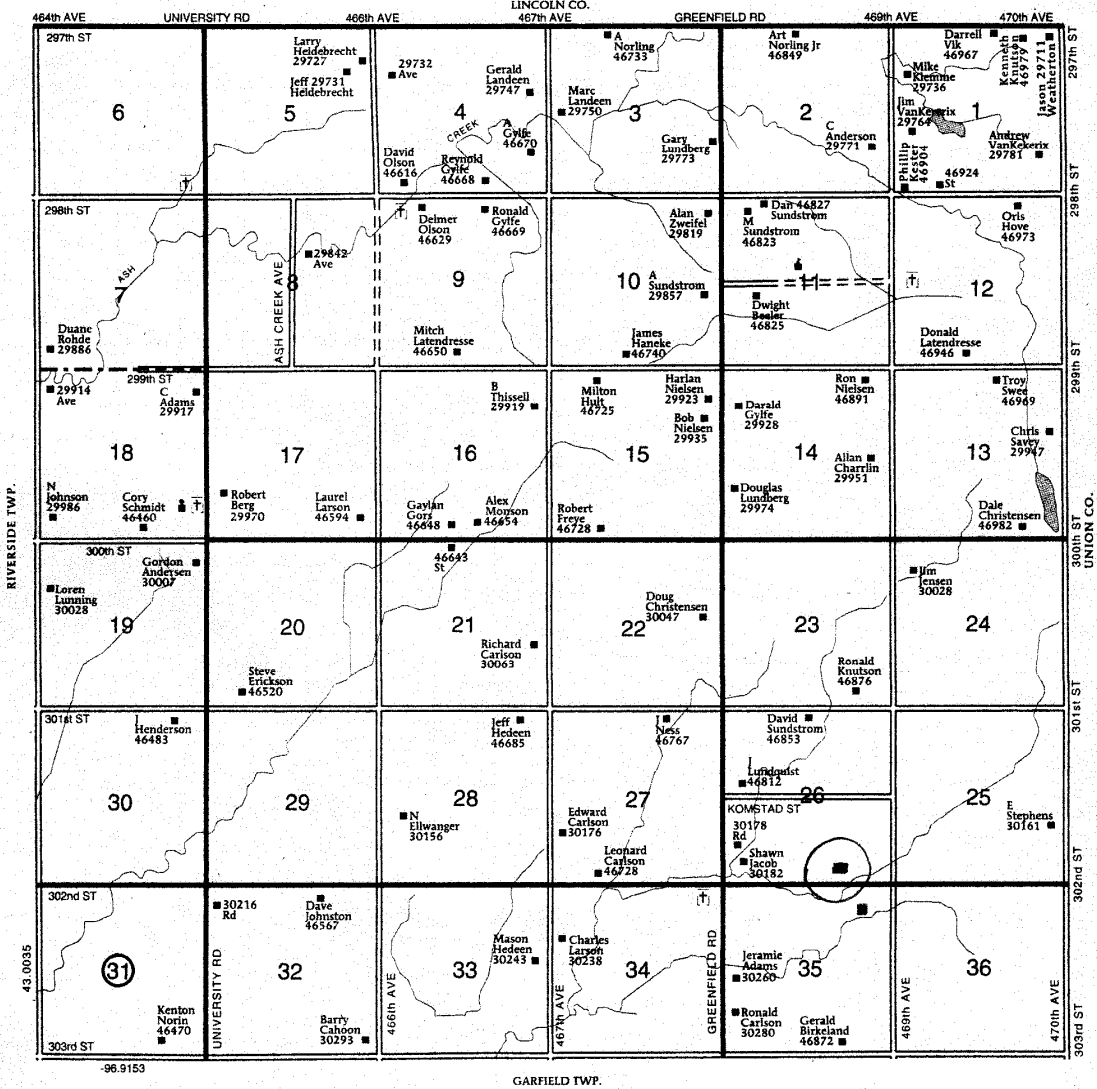 LINCOLN CO.
464th AVE
UNIVERSITY RD
466th AVE
467th AVE
GREENFIELD RD
469th AVE
470th AVE
297th ST
297th ST
6
Larry
Heidebrecht
29727
Jeff 29731
Heidebrecht
5
29732
Ave
Gerald
Landeen
29747
4
CREEK
A
Gylfe
46670
David
Olson
46616
Reynold
Gylfe
46668
A
Norling
46733
Marc
Landeen
29750
3
Gary
Lundberg
29773
Art
Norling Jr
46849
2
C
Anderson
29771
Darrell
Vik
46967
Kenneth
Knutson
46979
Jason 29711
Weatherton
Mike
Klemme
29736
Jim
VanKekerix
29764
1
Andrew
VanKekerix
29781
Phillip
Kester
46904
46924
St
298th ST
298th ST
ASH
7
Duane
Rohde
29886
29842
Ave
8
ASH CREEK AVE
Delmer
Olson
46629
Ronald
Gylfe
46669
9
Mitch
Latendresse
46650
Alan
Zweifel
29819
10
A
Sundstrom
29857
James
Haneke
46740
Dan 46827
Sundstrom
M
Sundstrom
46823
11
Dwight
Beeler
46825
Oris
Hove
46973
12
Donald
Latendresse
46946
299th ST
299th ST
29914
Ave
C
Adams
29917
18
N
Johnson
29986
Cory
Schmidt
46460
17
Robert
Berg
29970
Laurel
Larson
46594
B
Thissell
29919
16
Gaylan
Gors
46648
Alex
Monson
46654
Milton
Hult
46725
Harlan
Nielsen
29923
Bob
Nielsen
29935
15
Robert
Freye
46728
Ron
Nielsen
46891
Darald
Gylfe
29928
14
Allan
Charrlin
29951
Douglas
Lundberg
29974
Troy
Swee
46969
Chris
Savey
29947
13
Dale
Christensen
46982
RIVERSIDE TWP.
UNION CO.
300th ST
300th ST
Gordon
Andersen
30007
Loren
Lunning
30028
19
20
Steve
Erickson
46520
46643
St
21
Richard
Carlson
30063
Doug
Christensen
30047
22
23
Ronald
Knutson
46876
Jim
Jensen
30028
24
301st ST
301st ST
J
Henderson
46483
30
29
Jeff
Hedeen
46685
28
N
Ellwanger
30156
J
Ness
46767
27
Edward
Carlson
30176
Leonard
Carlson
46728
David
Sundstrom
46853
J
Lundquist
46812
26
KOMSTAD ST
30178
Rd
Shawn
Jacob
30182
25
E
Stephens
30161
302nd ST
302nd ST
43.0035
31
Kenton
Norin
46470
UNIVERSITY RD
30216
Rd
Dave
Johnston
46567
32
Barry
Cahoon
30293
466th AVE
33
Mason
Hedeen
30243
467th AVE
Charles
Larson
30238
34
GREENFIELD RD
Jeramie
Adams
30260
35
Ronald
Carlson
30280
Gerald
Birkeland
46872
469th AVE
36
470th AVE
303rd ST
303rd ST
-96.9153
GARFIELD TWP.